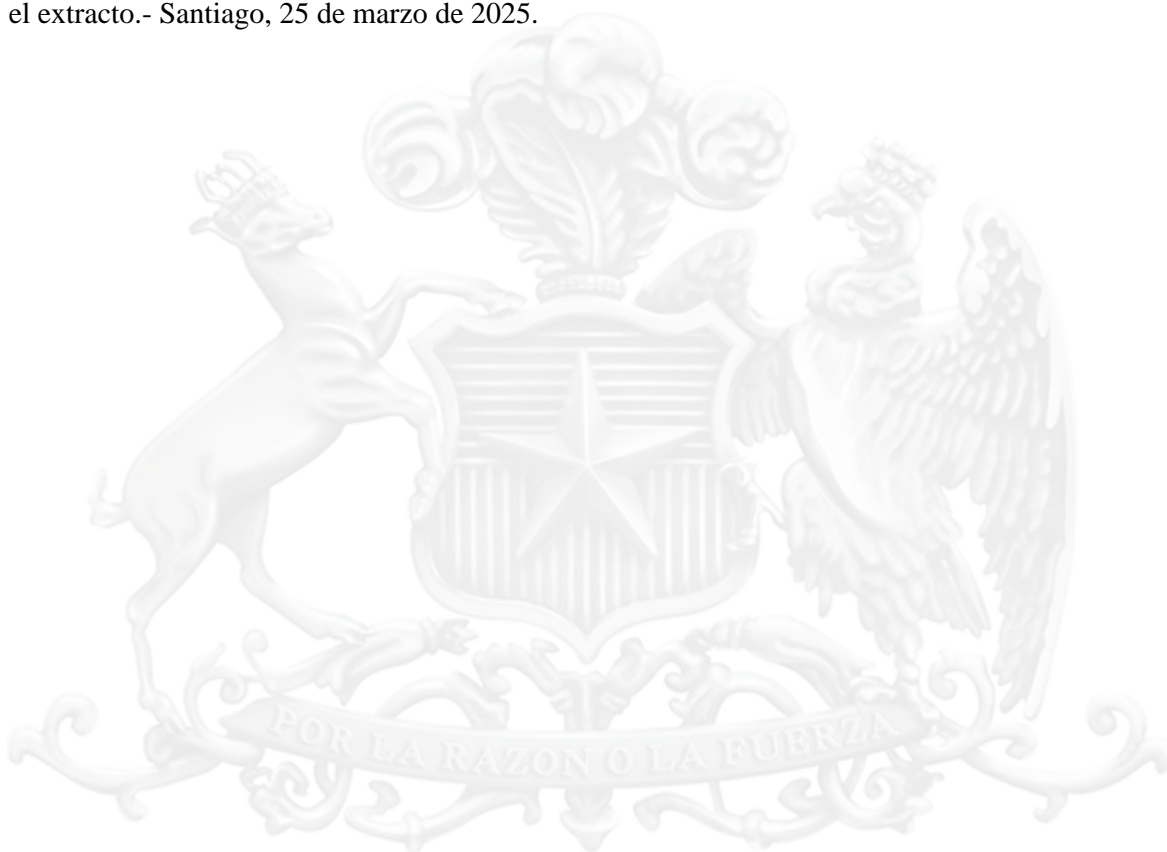 el extracto.- Santiago, 25 de marzo de 2025.
POR LA RAZON O LA FUERZA